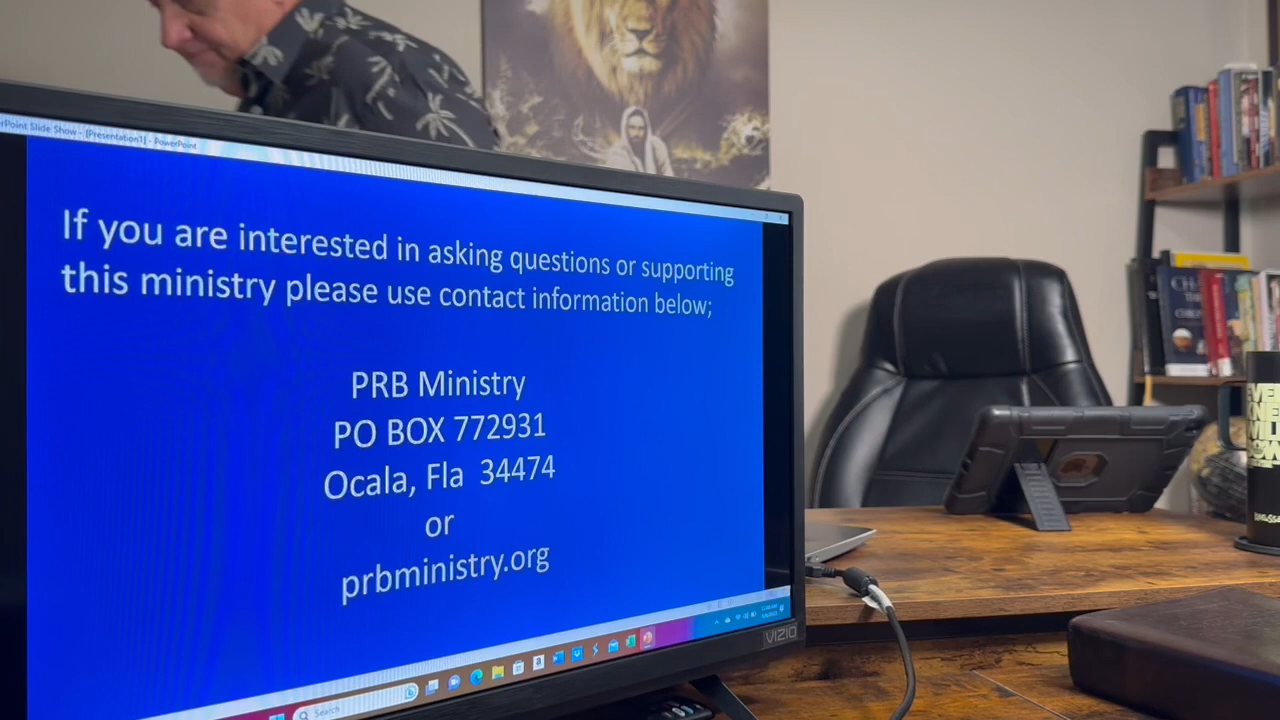 PowerPoint Slide Show - [Presentation1] - PowerPoint
If you are interested in asking questions or supporting
this ministry please use contact information below;
PRB Ministry
PO BOX 772931
Ocala, Fla 34474
or
prbministry.org
Search
VIZIO